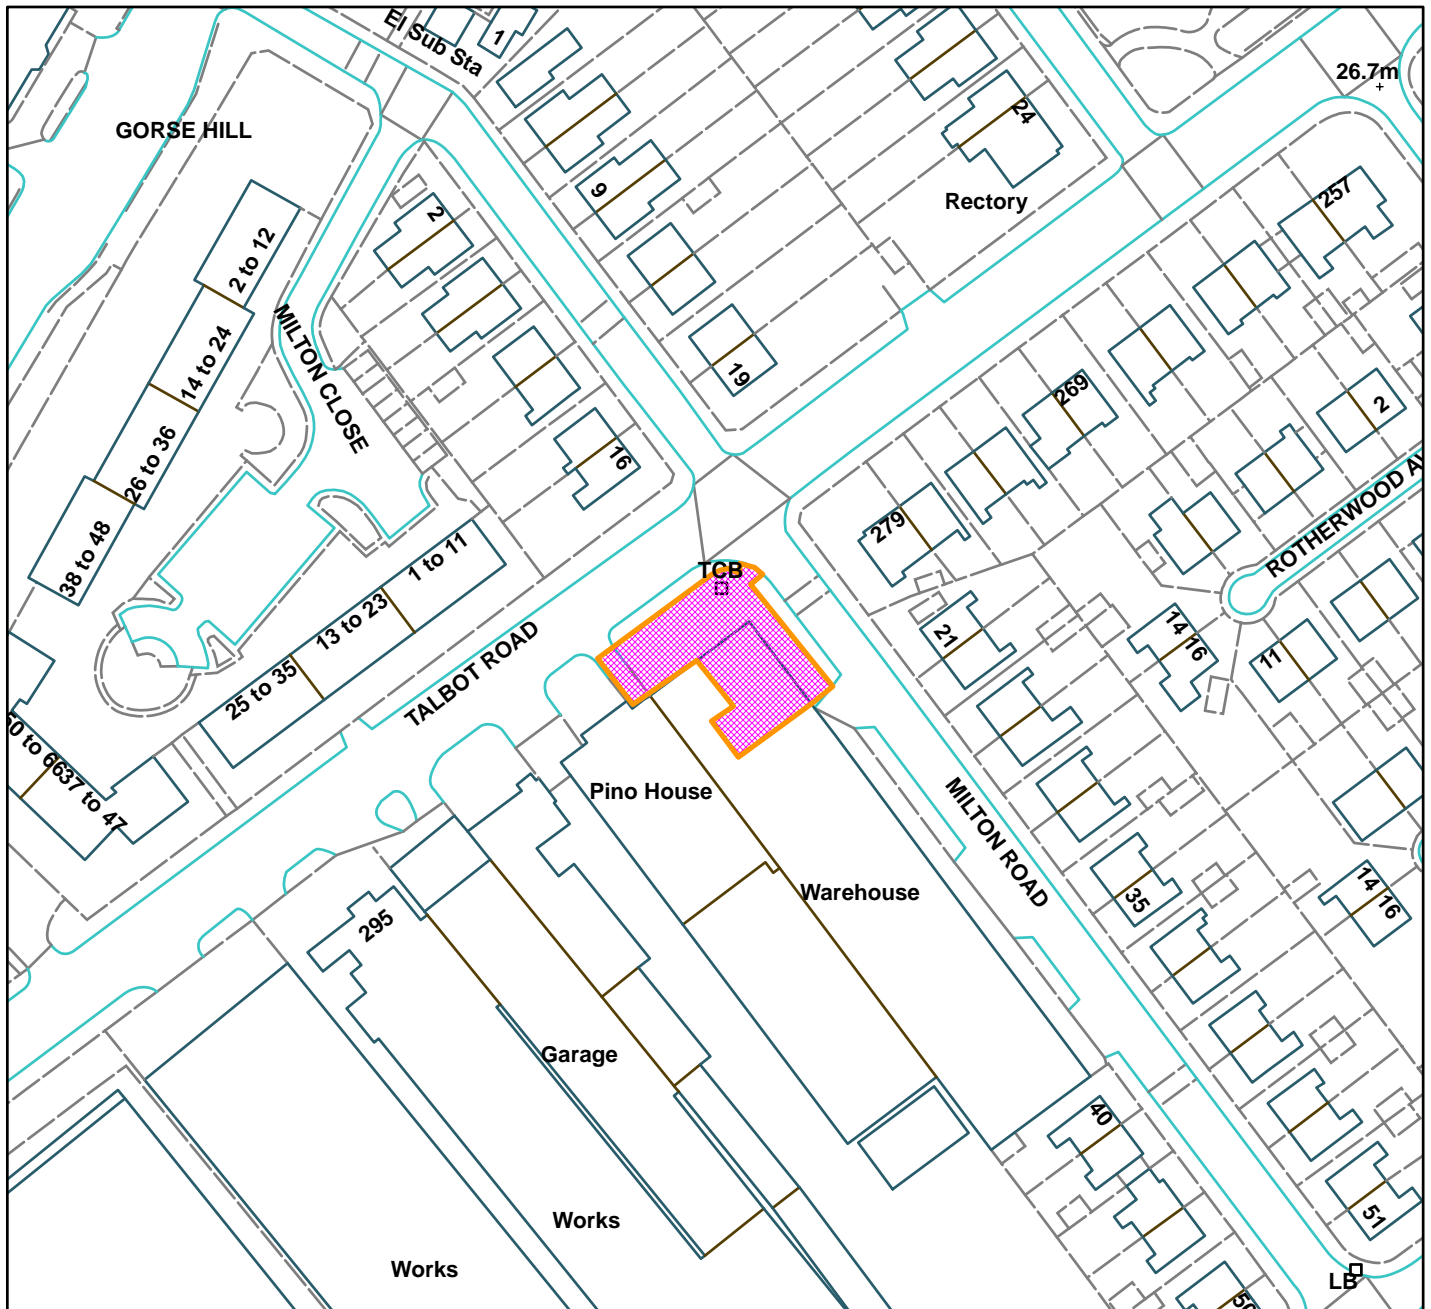 El Sub Sta
1
26.7m
GORSE HILL
24
9
2
Rectory
257
2 to 12
MILTON CLOSE
14 to 24
19
269
2
26 to 36
16
ROTHERWOOD AV
279
38 to 48
1 to 11
TCB
13 to 23
21
14
16
11
25 to 35
TALBOT ROAD
50 to 66
37 to 47
Pino House
MILTON ROAD
Warehouse
35
14
16
295
Garage
40
Works
51
Works
LB
50